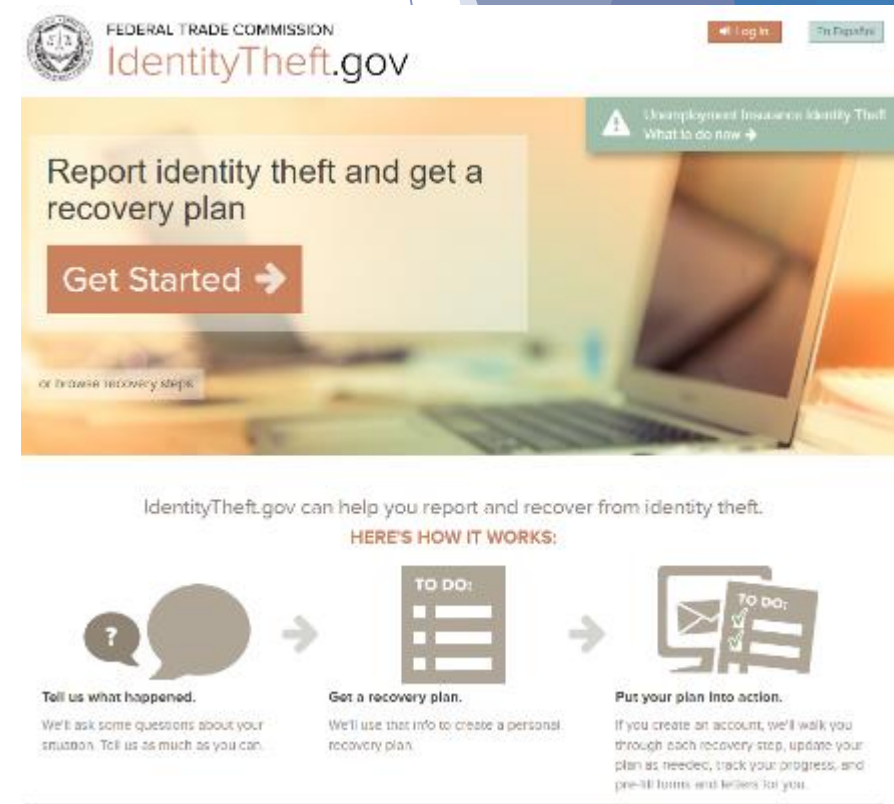 FEDERAL TRADE COMMISSION
IdentityTheft.gov
Log In
En Español
Unemployment Insurance Identity Theft
What to do now
Report identity theft and get a
recovery plan
Get Started
or browse recovery steps
IdentityTheft.gov can help you report and recover from identity theft.
HERE'S HOW IT WORKS:
?
TO DO:
TO DO:
Tell us what happened.
We'll ask some questions about your
situation. Tell us as much as you can.
Get a recovery plan.
We'll use that info to create a personal
recovery plan.
Put your plan into action.
If you create an account, we'll walk you
through each recovery step, update your
plan as needed, track your progress, and
pre-fill forms and letters for you.